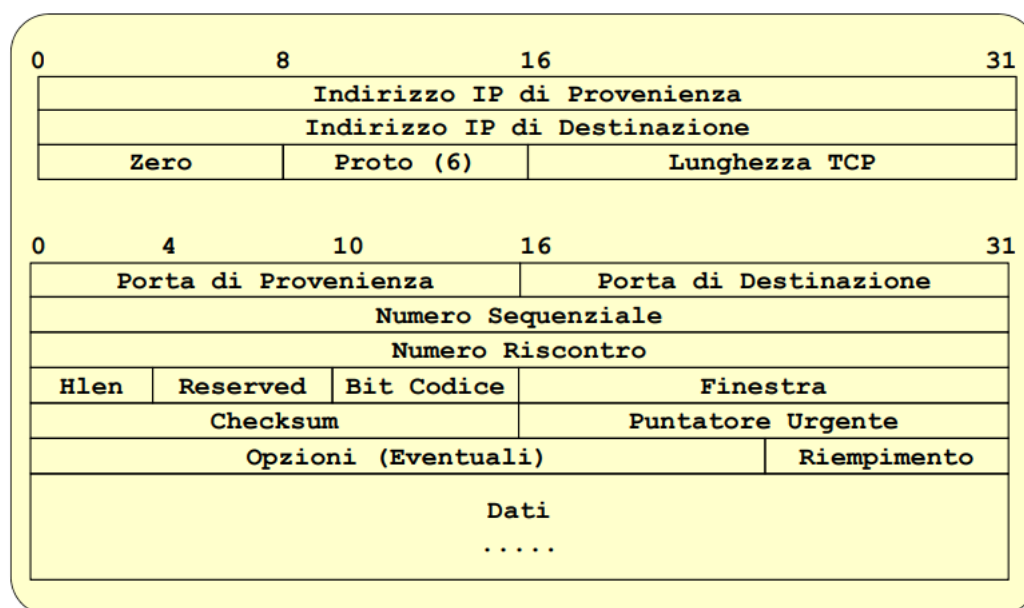 0 8 16 31
Indirizzo IP di Provenienza
Indirizzo IP di Destinazione
Zero Proto (6) Lunghezza TCP
0 4 10 16 31
Porta di Provenienza Porta di Destinazione
Numero Sequenziale
Numero Riscontro
Hlen Reserved Bit Codice Finestra
Checksum Puntatore Urgente
Opzioni (Eventuali) Riempimento
Dati
.....